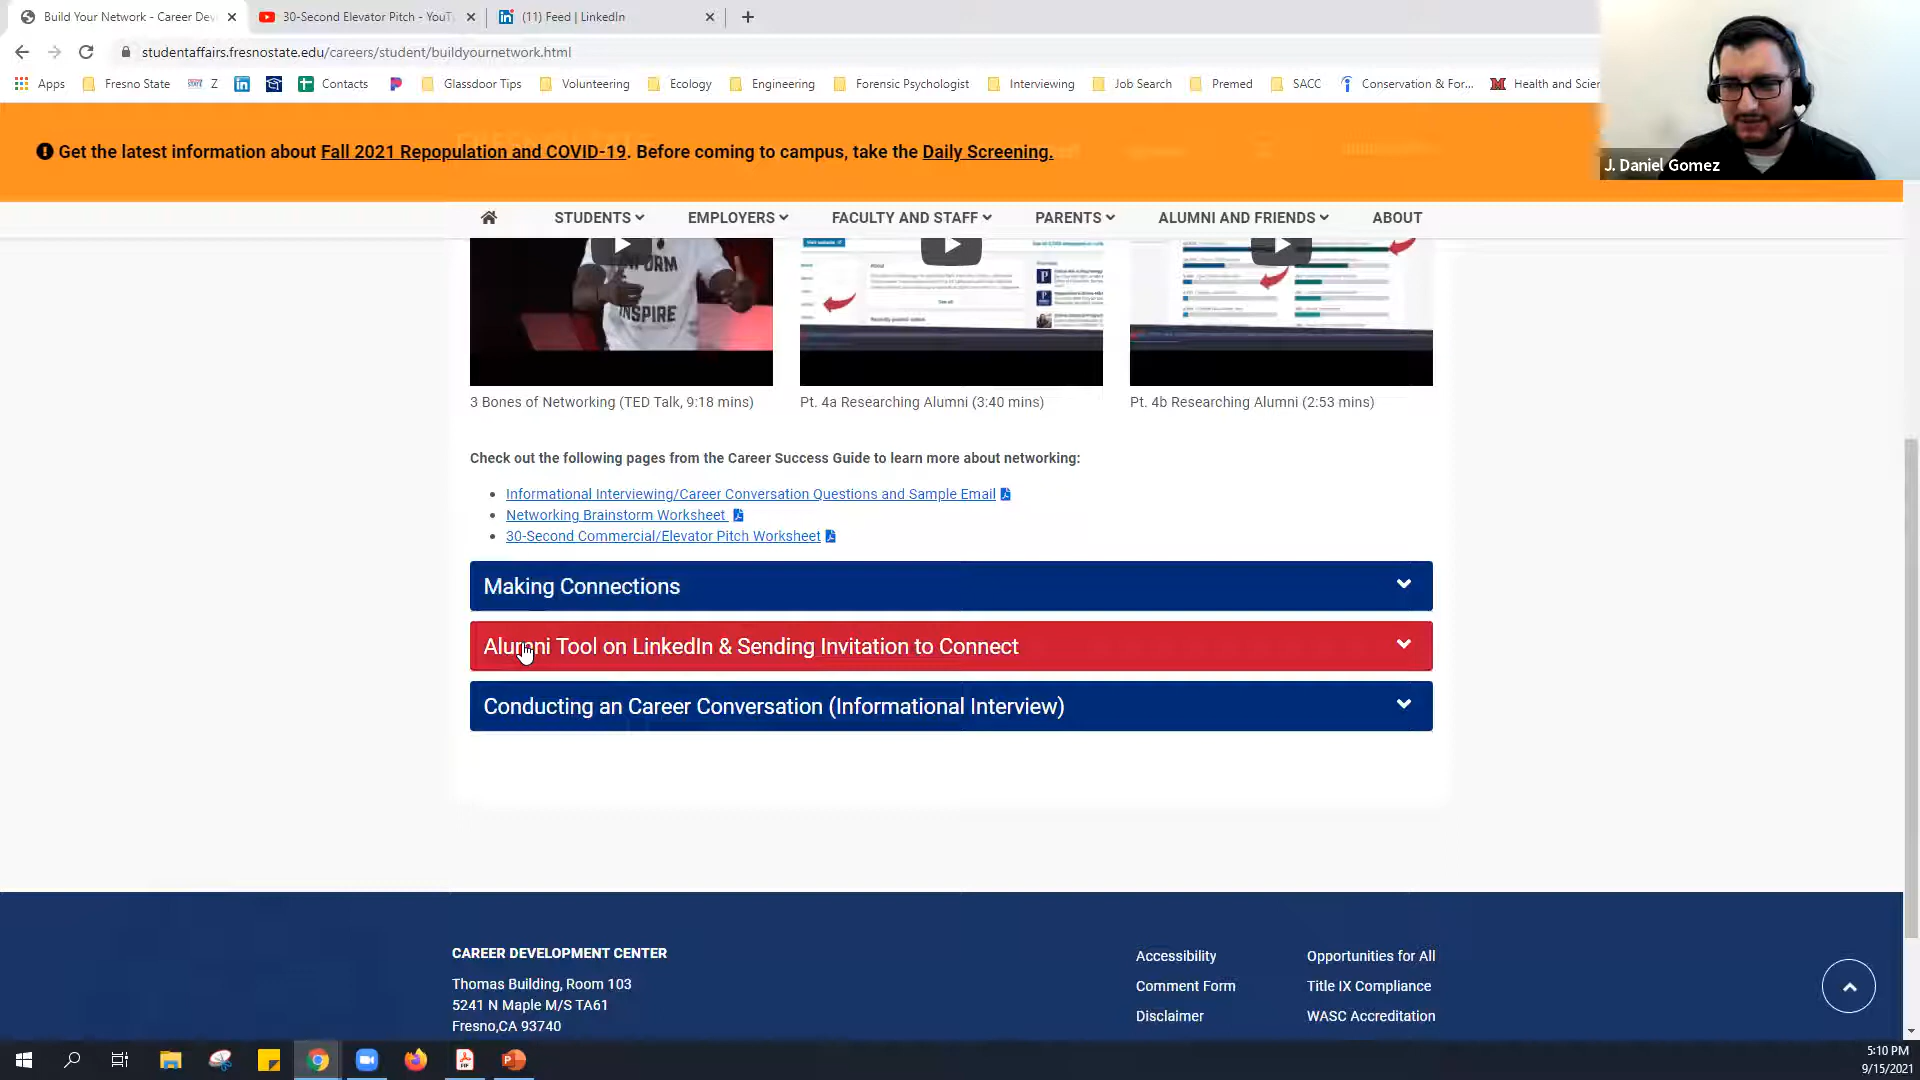 Build Your Network - Career Dev
30-Second Elevator Pitch - YouT
(11) Feed | LinkedIn
studentaffairs.fresnostate.edu/careers/student/buildyournetwork.html
Apps
Fresno State
Z
Contacts
Glassdoor Tips
Volunteering
Ecology
Engineering
Forensic Psychologist
Interviewing
Job Search
Premed
SACC
Conservation & For...
Health and Scien
Get the latest information about Fall 2021 Repopulation and COVID-19. Before coming to campus, take the Daily Screening.
J. Daniel Gomez
STUDENTS
EMPLOYERS
FACULTY AND STAFF
PARENTS
ALUMNI AND FRIENDS
ABOUT
INSPIRE
3 Bones of Networking (TED Talk, 9:18 mins)
Pt. 4a Researching Alumni (3:40 mins)
Pt. 4b Researching Alumni (2:53 mins)
Check out the following pages from the Career Success Guide to learn more about networking:
Informational Interviewing/Career Conversation Questions and Sample Email
Networking Brainstorm Worksheet
30-Second Commercial/Elevator Pitch Worksheet
Making Connections
Alumni Tool on LinkedIn & Sending Invitation to Connect
Conducting an Career Conversation (Informational Interview)
CAREER DEVELOPMENT CENTER
Thomas Building, Room 103
5241 N Maple M/S TA61
Fresno,CA 93740
Accessibility
Comment Form
Disclaimer
Opportunities for All
Title IX Compliance
WASC Accreditation
5:10 PM
9/15/2021